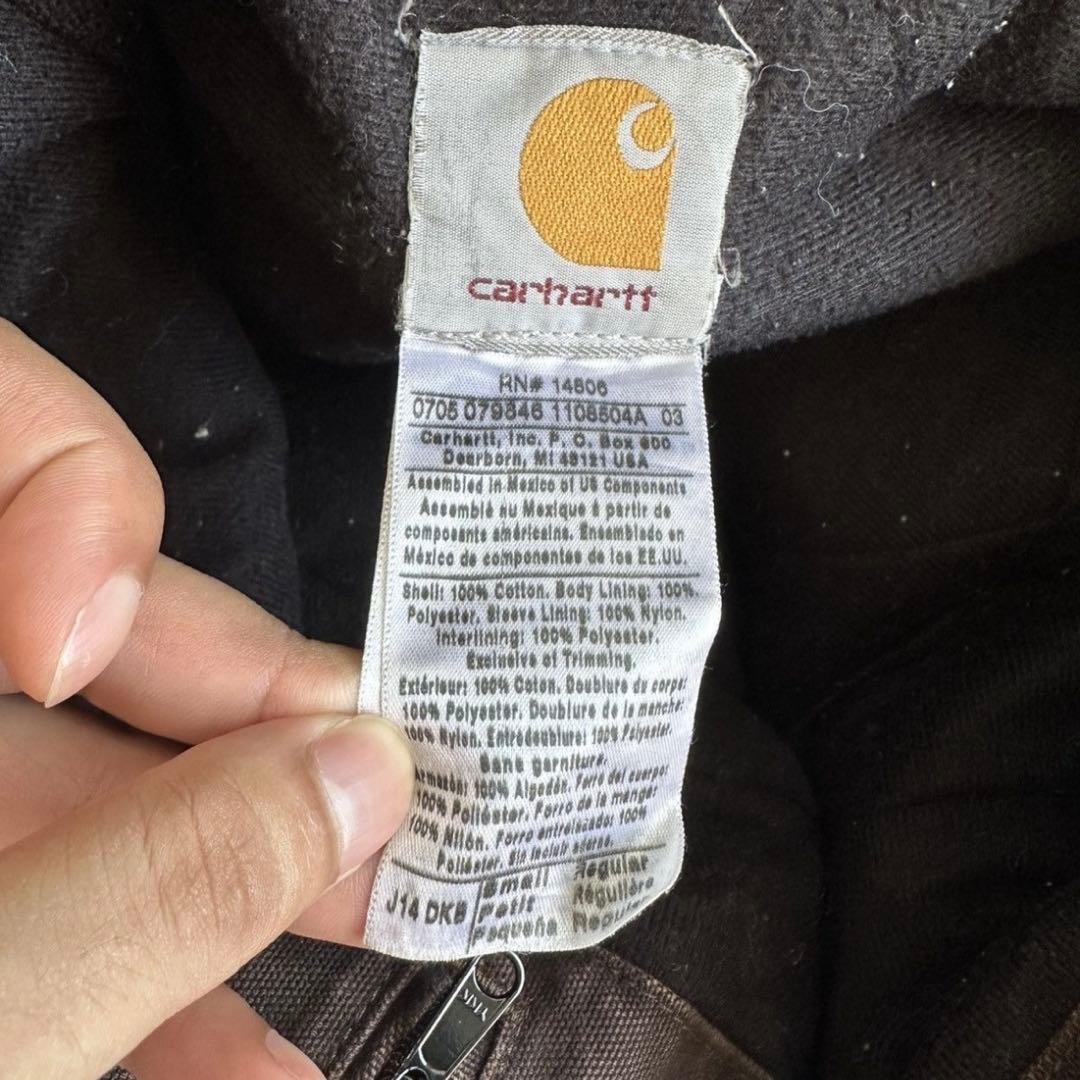 carhartt
RN# 14806
0705 079846 1108504A 03
Carhartt, Inc. P. O. Box 600
Dearborn, MI 48121 USA
Assembled in Mexico of US Components
Assemblé au Mexique à partir de
composants américains. Ensamblado en
México de componentes de los EE.UU.
Shell: 100% Cotton. Body Lining: 100%
Polyester. Sleeve Lining: 100% Nylon.
Interlining: 100% Polyester.
Exclusive of Trimming.
Extérieur: 100% Coton. Doublure du corps:
100% Polyester. Doublure de la manche:
100% Nylon. Entredoublure: 100% Polyester.
Sans garniture.
Armazón: 100% Algodón. Forro del cuerpo
100% Poliéster. Forro de la manga:
100% Nilon. Forro entrelazado: 100%
Poliéster. Sin incluir
J14 DKB
Small Regular
Petit Régulière
Pequeña
YKK